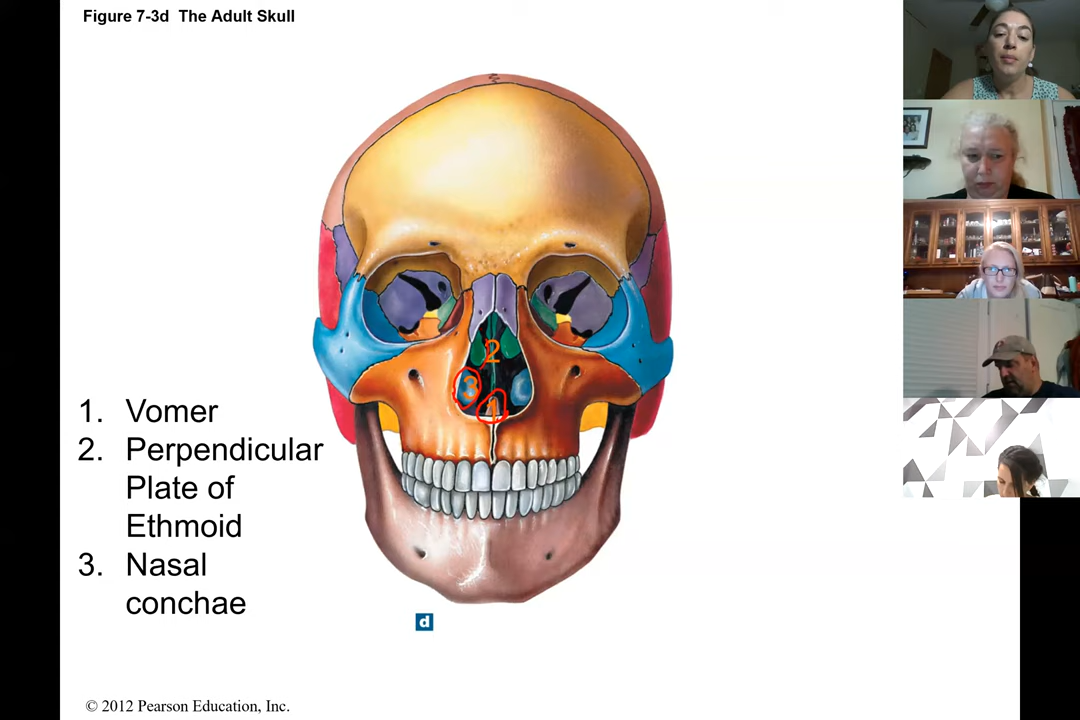 Figure 7-3d  The Adult Skull
2
3
1
1. Vomer
2. Perpendicular
Plate of
Ethmoid
3. Nasal
conchae
d
© 2012 Pearson Education, Inc.